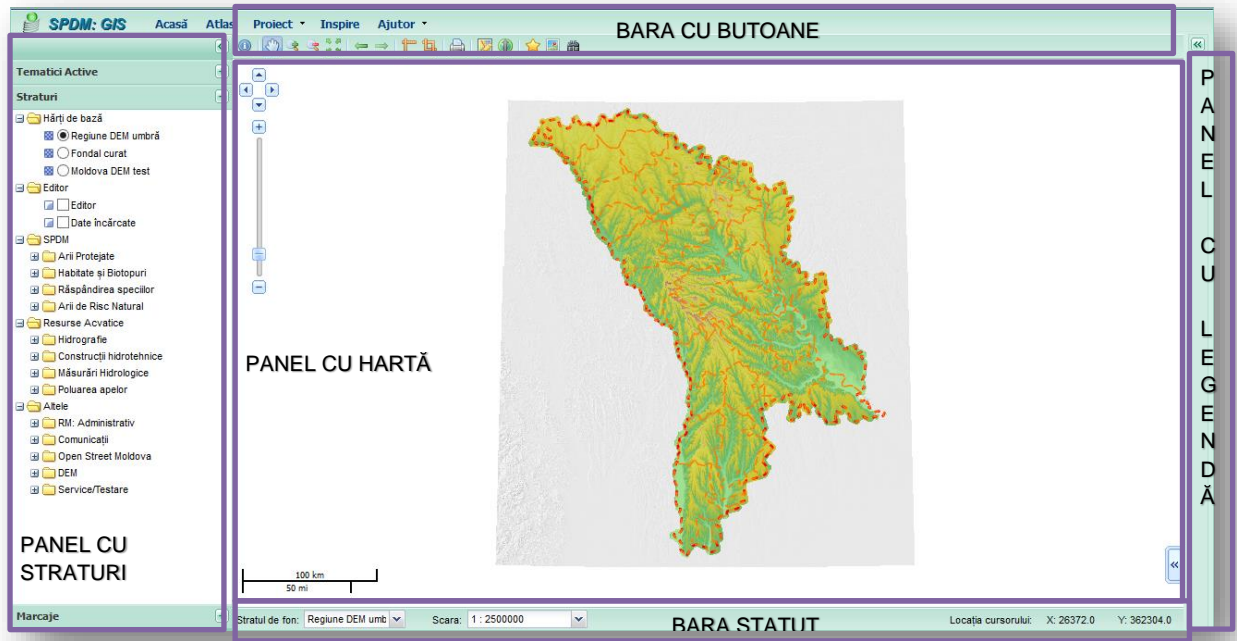 SPDM: GIS Acasă Atlas Proiect Inspire Ajutor
BARA CU BUTOANE
Tematici Active
Straturi
Hărți de bază
Regiune DEM umbră
Fondal curat
Moldova DEM test
Editor
Editor
Date încărcate
SPDM
Arii Protejate
Habitate și Biotopuri
Răspândirea speciilor
Arii de Risc Natural
Resurse Acvatice
Hidrografie
Construcții hidrotehnice
Măsurări Hidrologice
Poluarea apelor
Altele
RM: Administrativ
Comunicații
Open Street Moldova
DEM
Service/Testare
PANEL CU
STRATURI
Marcaje
PANEL CU HARTĂ
100 km
50 mi
PANEL CU LEGENDĂ
Stratul de fon: Regiune DEM umb Scara: 1 : 2500000 BARA STATUT Locația cursorului: X: 26372.0 Y: 362304.0